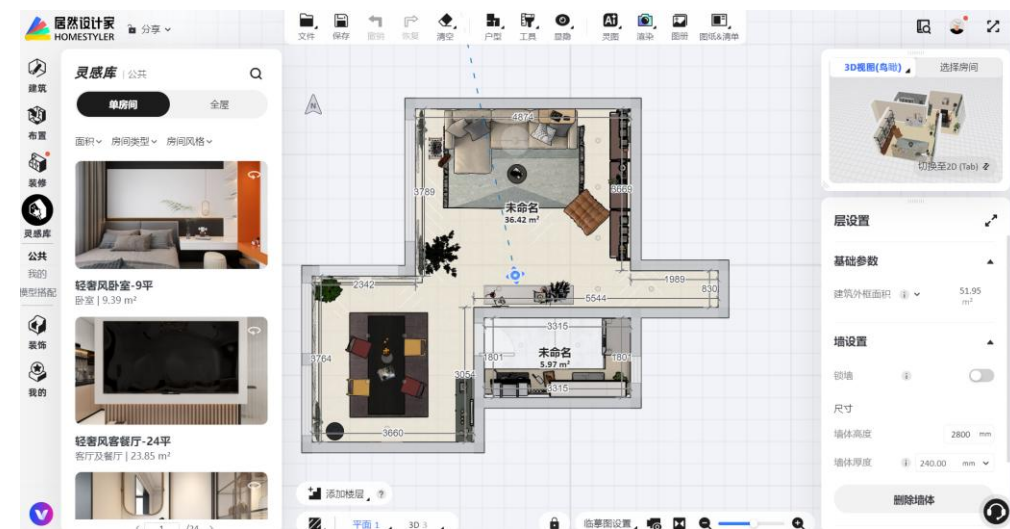 居然设计家
HOMESTYLER
分享
文件
保存
撤销
恢复
清空
户型
工具
显隐
灵图
渲染
图册
图纸&清单
建筑
布置
装修
灵感库
公共
我的
模型搭配
装饰
我的
灵感库 | 公共
单房间
全屋
面积
房间类型
房间风格
轻奢风卧室-9平
卧室 | 9.39 m²
轻奢风客餐厅-24平
客厅及餐厅 | 23.85 m²
1 /24
N
4874
3789
3669
未命名
36.42 m²
2342
1989
830
5544
3315
1801
未命名
5.97 m²
1801
3764
3054
3315
3660
添加楼层
?
平面 1
3D 3
临摹图设置
3D视图(鸟瞰)
选择房间
切换至2D (Tab)
层设置
基础参数
建筑外框面积
51.95
m²
墙设置
锁墙
尺寸
墙体高度
2800 mm
墙体厚度
240.00 mm
删除墙体